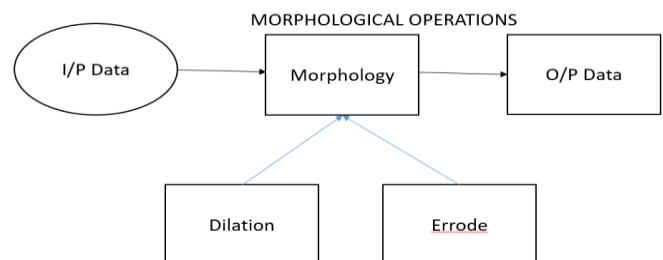 MORPHOLOGICAL OPERATIONS
I/P Data
Morphology
O/P Data
Dilation
Errode